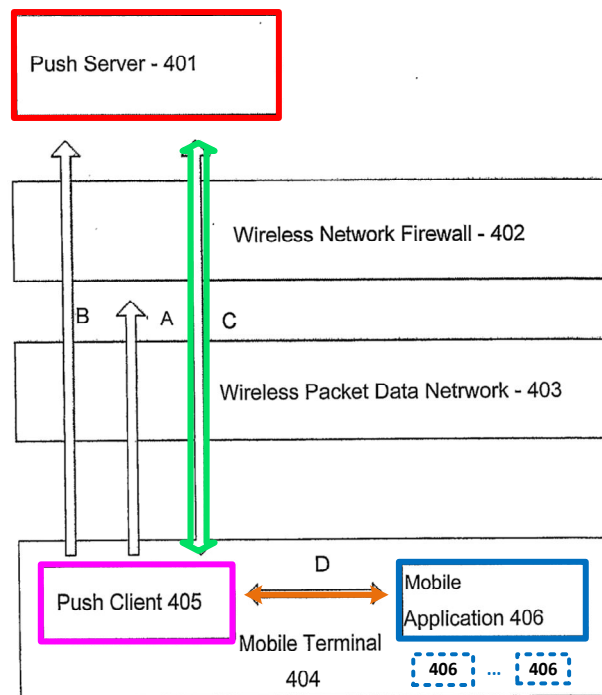 Push Server - 401
Wireless Network Firewall - 402
B
A
C
Wireless Packet Data Netrwork - 403
D
Push Client 405
Mobile
Application 406
Mobile Terminal
404
406 ... 406